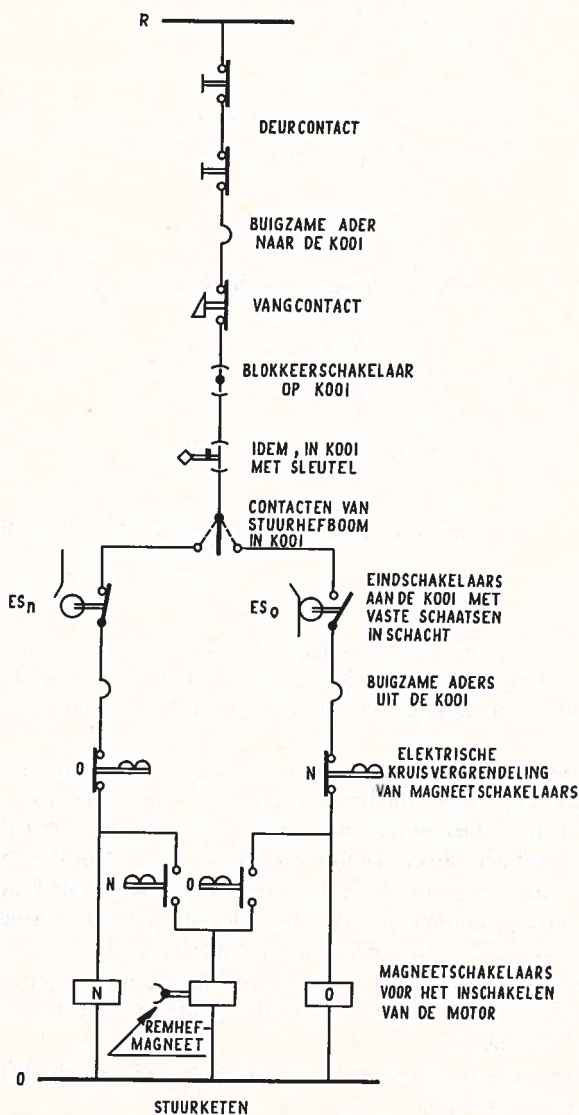 R
DEURCONTACT
BUIGZAME ADER
NAAR DE KOOI
VANGCONTACT
BLOKKEERSCHAKELAAR
OP KOOI
IDEM, IN KOOI
MET SLEUTEL
CONTACTEN VAN
STUURHEFBOOM
IN KOOI
ESn
ESo
EINDSCHAKELAARS
AAN DE KOOI MET
VASTE SCHAATSEN
IN SCHACHT
BUIGZAME ADERS
UIT DE KOOI
O
N
ELEKTRISCHE
KRUISVERGRENDELING
VAN MAGNEETSCHAKELAARS
N
O
N
O
MAGNEETSCHAKELAARS
VOOR HET INSCHAKELEN
VAN DE MOTOR
REMHEF-
MAGNEET
O
STUURKETEN